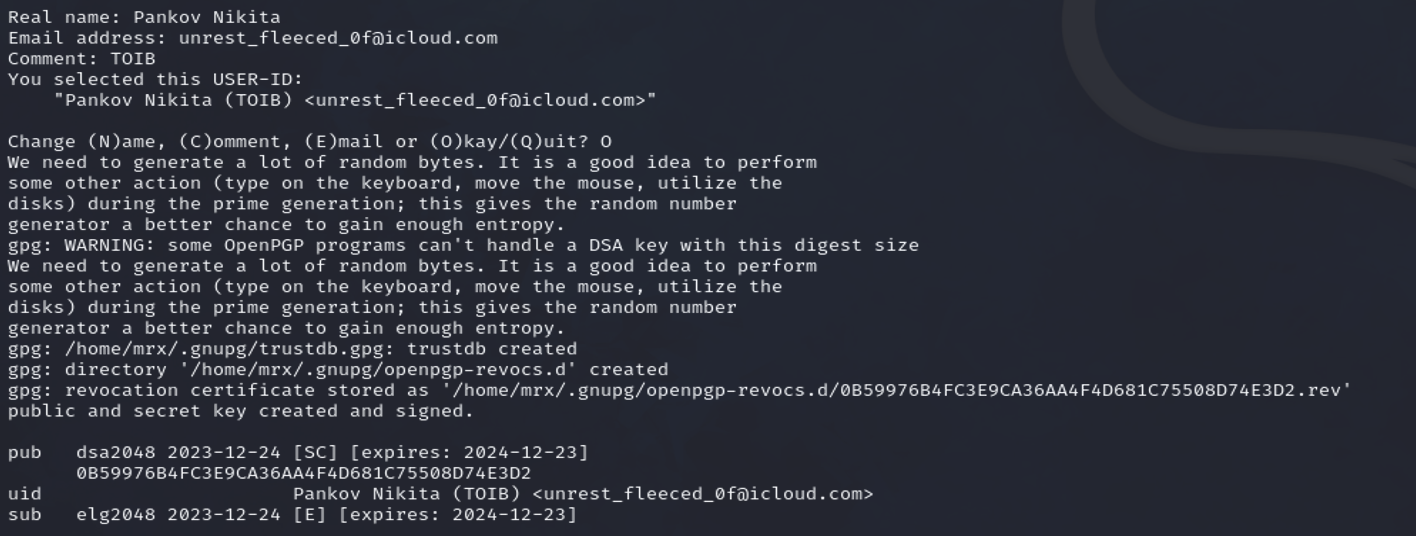 Real name: Pankov Nikita
Email address: unrest_fleeced_0f@icloud.com
Comment: TOIB
You selected this USER-ID:
    "Pankov Nikita (TOIB) <unrest_fleeced_0f@icloud.com>"

Change (N)ame, (C)omment, (E)mail or (O)kay/(Q)uit? O
We need to generate a lot of random bytes. It is a good idea to perform
some other action (type on the keyboard, move the mouse, utilize the
disks) during the prime generation; this gives the random number
generator a better chance to gain enough entropy.
gpg: WARNING: some OpenPGP programs can't handle a DSA key with this digest size
We need to generate a lot of random bytes. It is a good idea to perform
some other action (type on the keyboard, move the mouse, utilize the
disks) during the prime generation; this gives the random number
generator a better chance to gain enough entropy.
gpg: /home/mrx/.gnupg/trustdb.gpg: trustdb created
gpg: directory '/home/mrx/.gnupg/openpgp-revocs.d' created
gpg: revocation certificate stored as '/home/mrx/.gnupg/openpgp-revocs.d/0B59976B4FC3E9CA36AA4F4D681C75508D74E3D2.rev'
public and secret key created and signed.

pub   dsa2048 2023-12-24 [SC] [expires: 2024-12-23]
      0B59976B4FC3E9CA36AA4F4D681C75508D74E3D2
uid                      Pankov Nikita (TOIB) <unrest_fleeced_0f@icloud.com>
sub   elg2048 2023-12-24 [E] [expires: 2024-12-23]